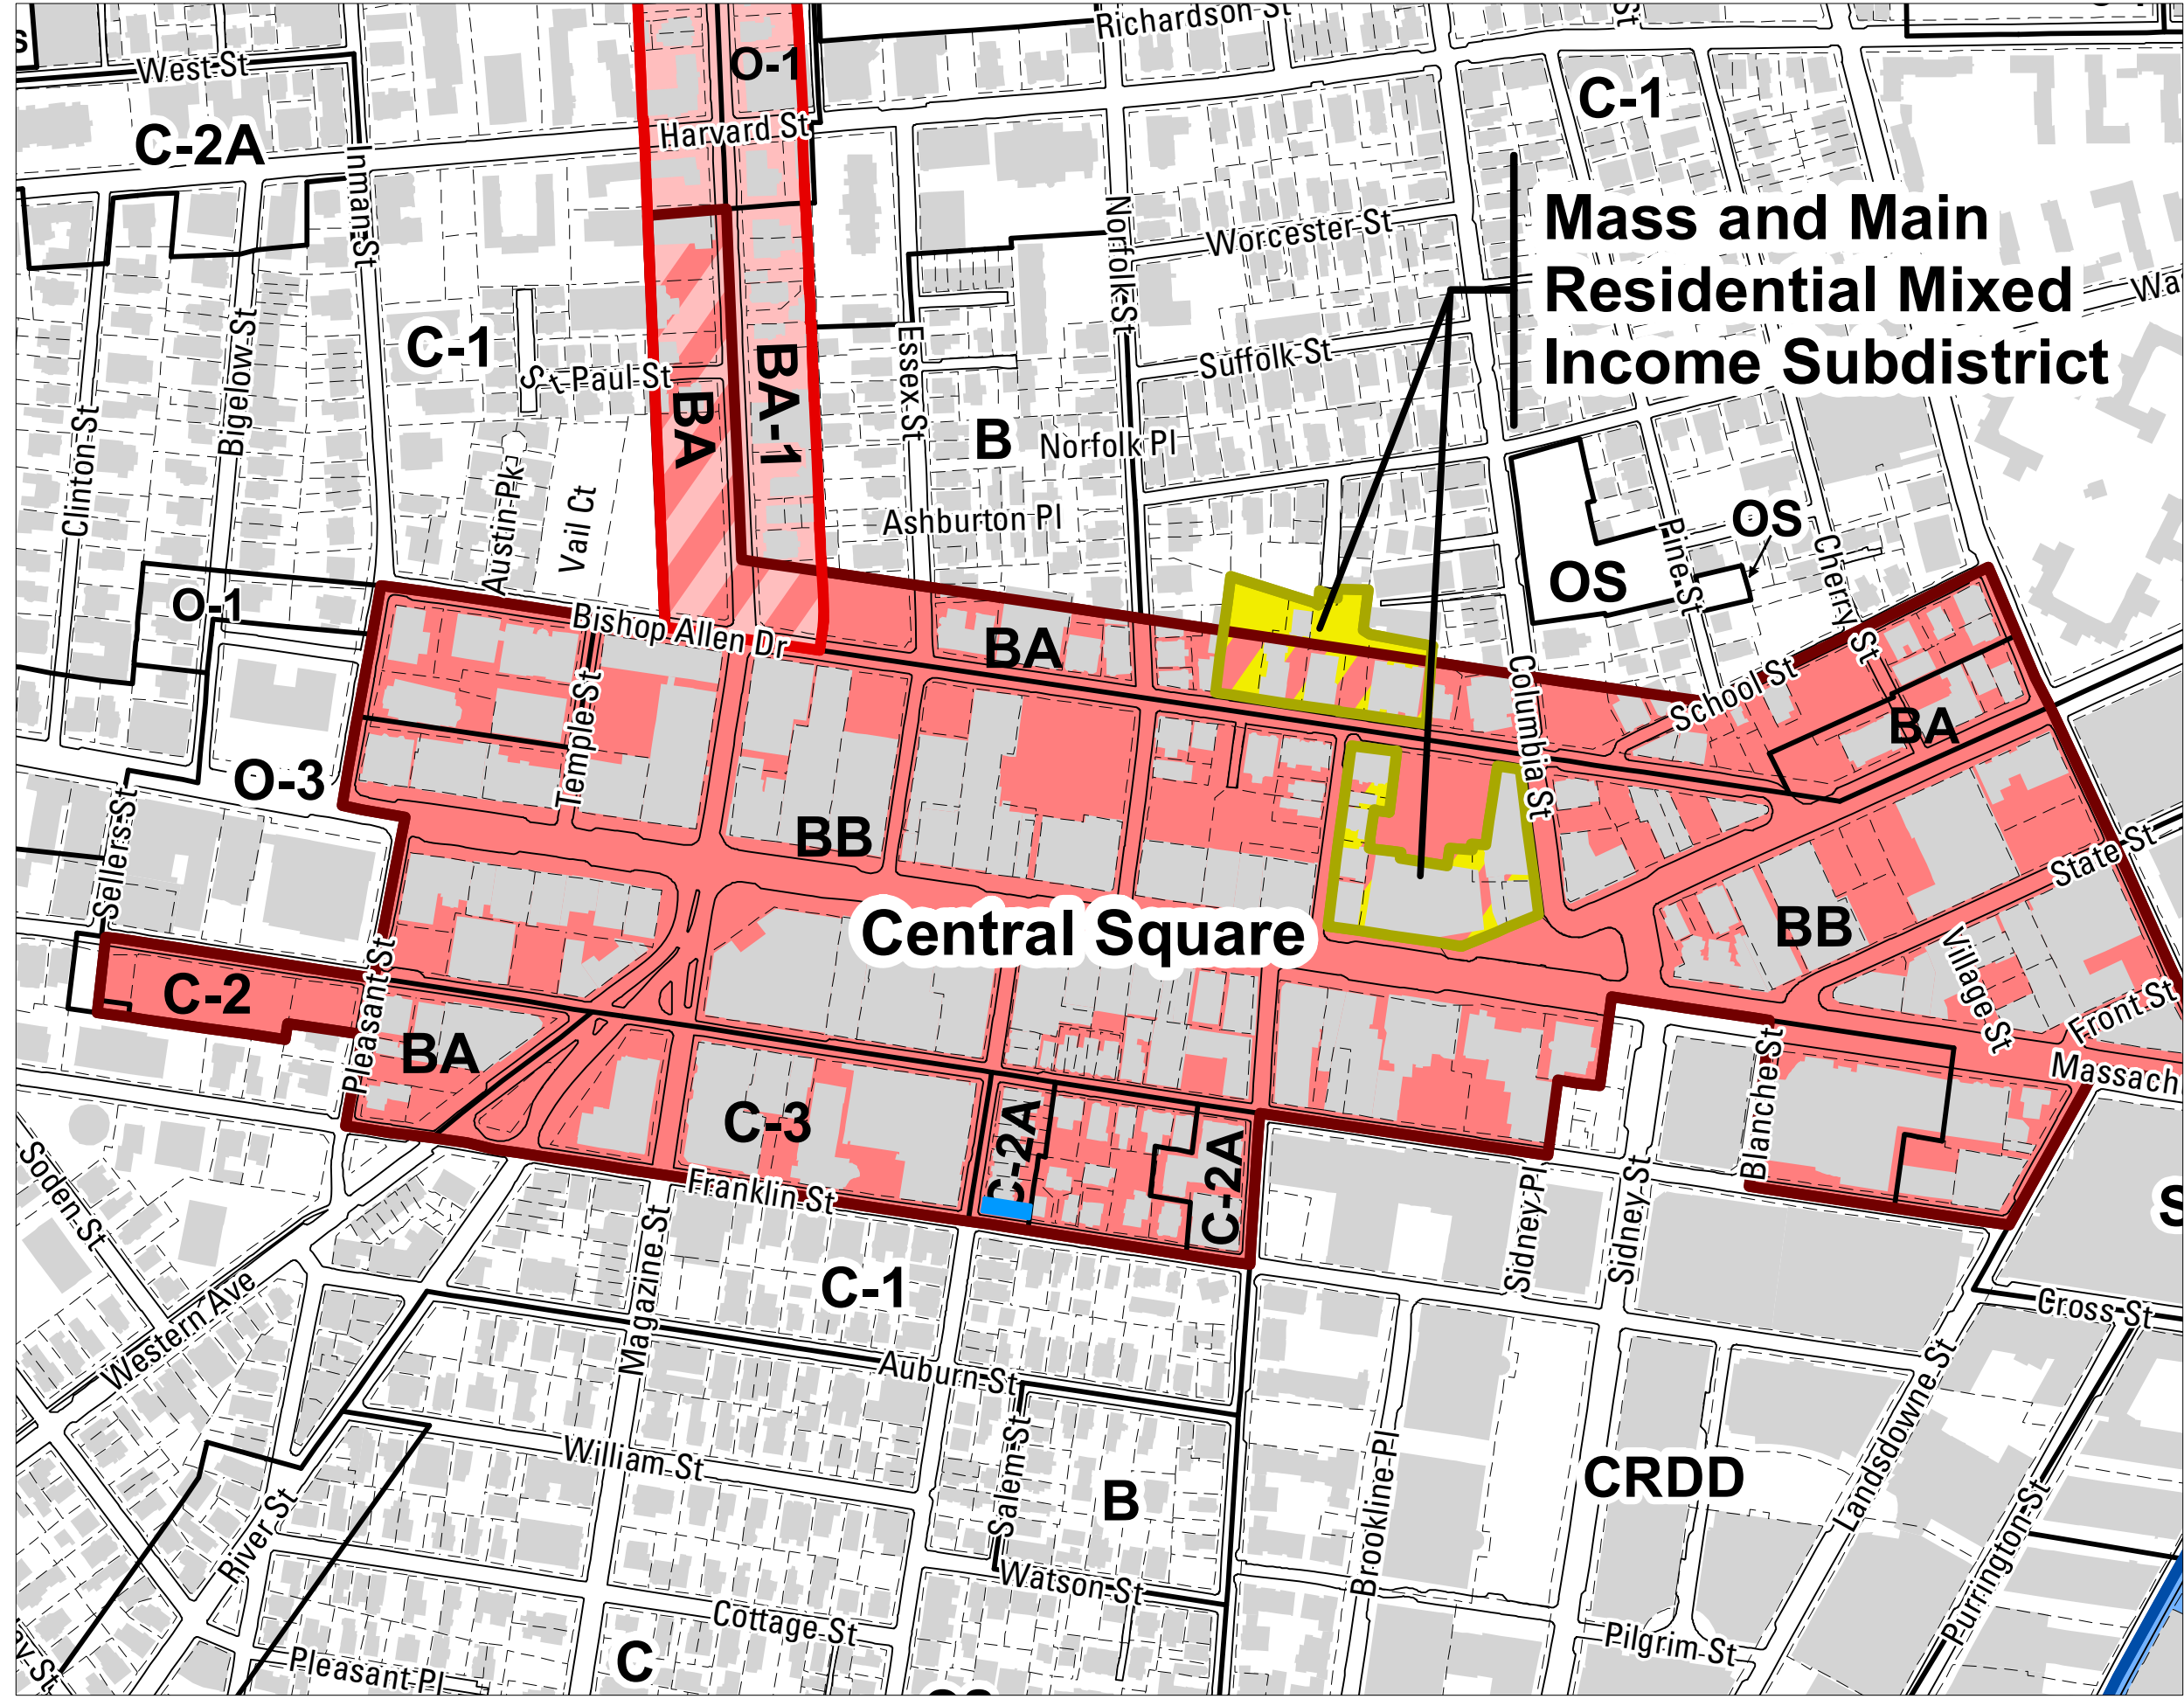 Richardson St
West St
O-1
C-1
C-2A
Harvard St
Inman St
Norfolk St
Worcester St
Mass and Main
Residential Mixed
Income Subdistrict
Bigelow St
C-1
St Paul St
BA
BA-1
Essex St
Suffolk St
Clinton St
B
Norfolk Pl
Austin Pk
Vail Ct
Ashburton Pl
Pine St
OS
OS
Cherry St
O-1
Bishop Allen Dr
BA
Columbia St
School St
BA
Temple St
O-3
BB
Sellers St
State St
Central Square
BB
Village St
Pleasant St
C-2
BA
Front St
Massach
Blanche St
C-3
C-2A
C-2A
Soden St
Franklin St
Magazine St
Sidney Pl
Sidney St
C-1
Western Ave
Cross St
Auburn St
Landsdowne St
Salem St
William St
B
Brookline Pl
CRDD
River St
Purrington St
Watson St
Cottage St
Pilgrim St
C
Pleasant Pl